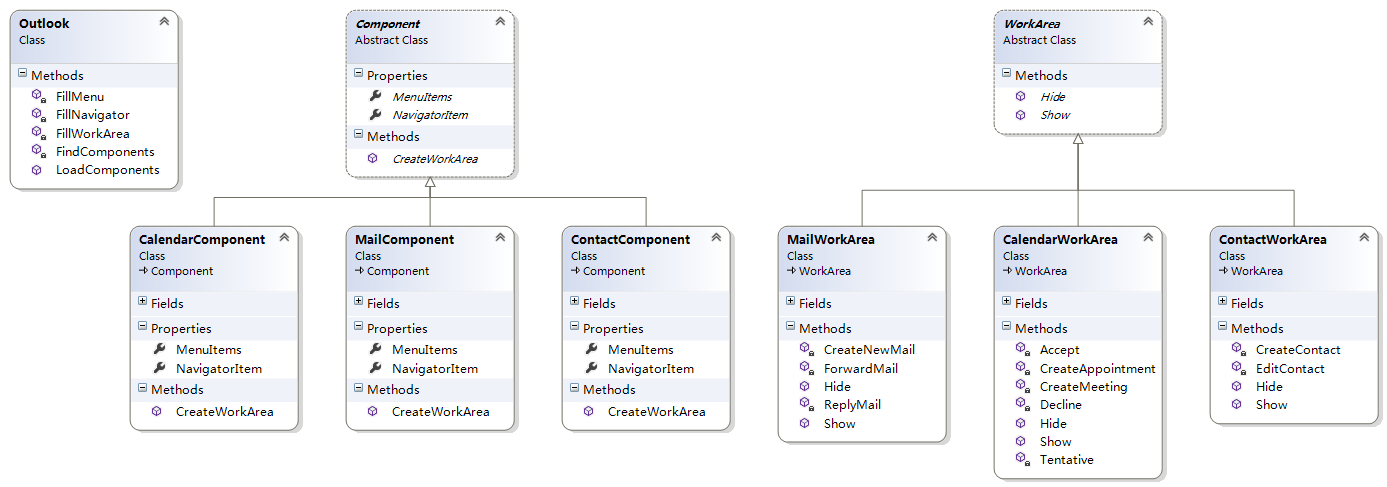 Outlook
Class
Methods
FillMenu
FillNavigator
FillWorkArea
FindComponents
LoadComponents
Component
Abstract Class
Properties
MenuItems
NavigatorItem
Methods
CreateWorkArea
WorkArea
Abstract Class
Methods
Hide
Show
CalendarComponent
Class
Component
Fields
Properties
MenuItems
NavigatorItem
Methods
CreateWorkArea
MailComponent
Class
Component
Fields
Properties
MenuItems
NavigatorItem
Methods
CreateWorkArea
ContactComponent
Class
Component
Fields
Properties
MenuItems
NavigatorItem
Methods
CreateWorkArea
MailWorkArea
Class
WorkArea
Fields
Methods
CreateNewMail
ForwardMail
Hide
ReplyMail
Show
CalendarWorkArea
Class
WorkArea
Fields
Methods
Accept
CreateAppointment
CreateMeeting
Decline
Hide
Show
Tentative
ContactWorkArea
Class
WorkArea
Fields
Methods
CreateContact
EditContact
Hide
Show